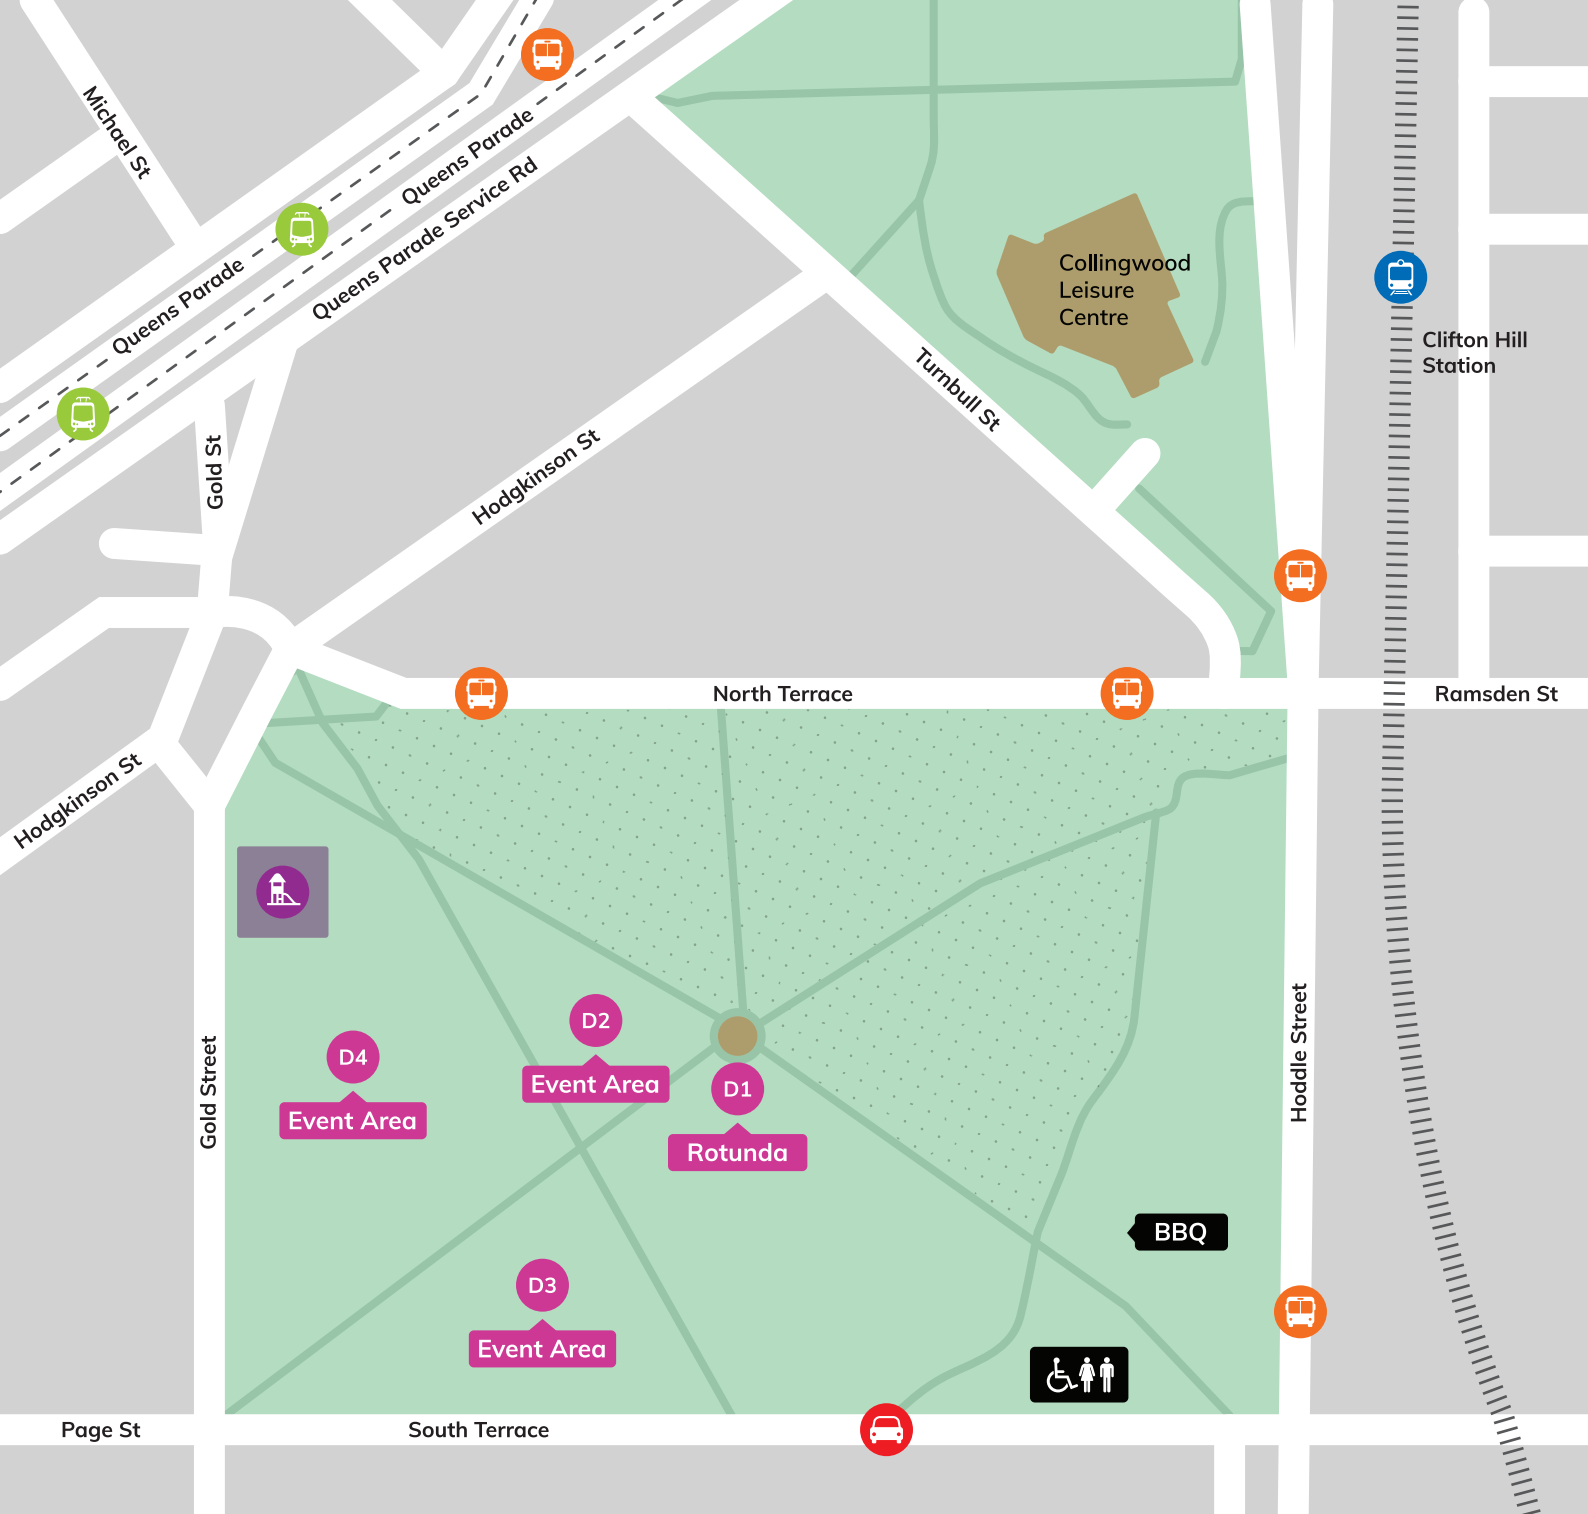 Michael St
Queens Parade
Queens Parade Service Rd
Queens Parade
Collingwood
Leisure
Centre
Clifton Hill
Station
Turnbull St
Gold St
Hodgkinson St
North Terrace
Ramsden St
Hodgkinson St
D2
D4
Event Area
D1
Event Area
Rotunda
Gold Street
Hoddle Street
BBQ
D3
Event Area
Page St
South Terrace